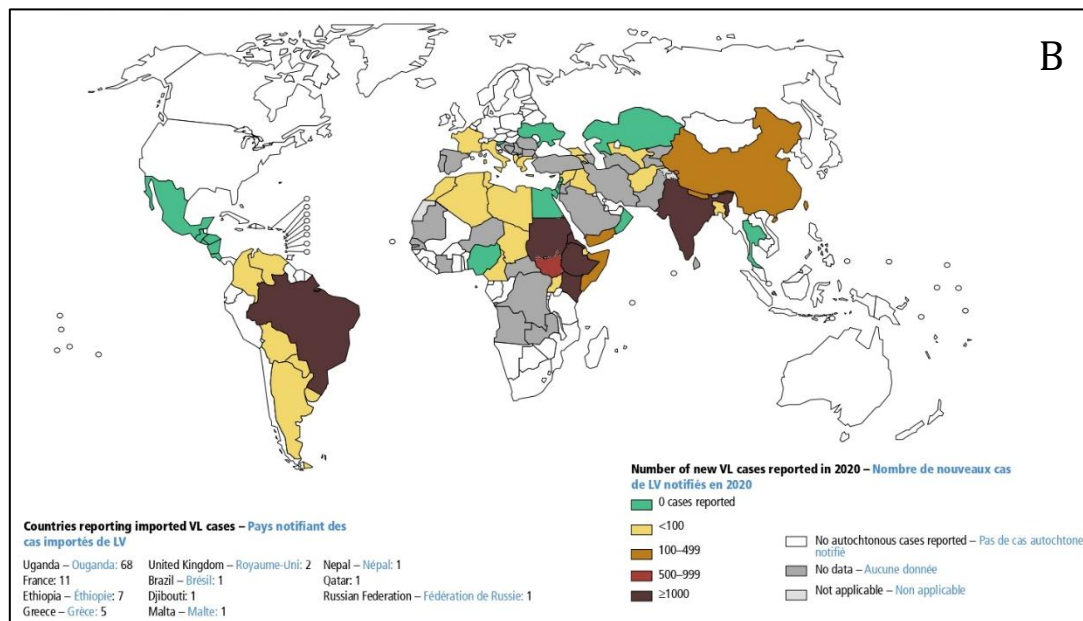 B
Number of new VL cases reported in 2020 – Nombre de nouveaux cas
de LV notifiés en 2020
0 cases reported
<100
100–499
500–999
≥1000
No autochtonous cases reported – Pas de cas autochtone
notifié
No data – Aucune donnée
Not applicable – Non applicable
Countries reporting imported VL cases – Pays notifiant des
cas importés de LV
Uganda – Ouganda: 68 United Kingdom – Royaume-Uni: 2 Nepal – Népal: 1
France: 11 Brazil – Brésil: 1 Qatar: 1
Ethiopia – Éthiopie: 7 Djibouti: 1 Russian Federation – Fédération de Russie: 1
Greece – Grèce: 5 Malta – Malte: 1